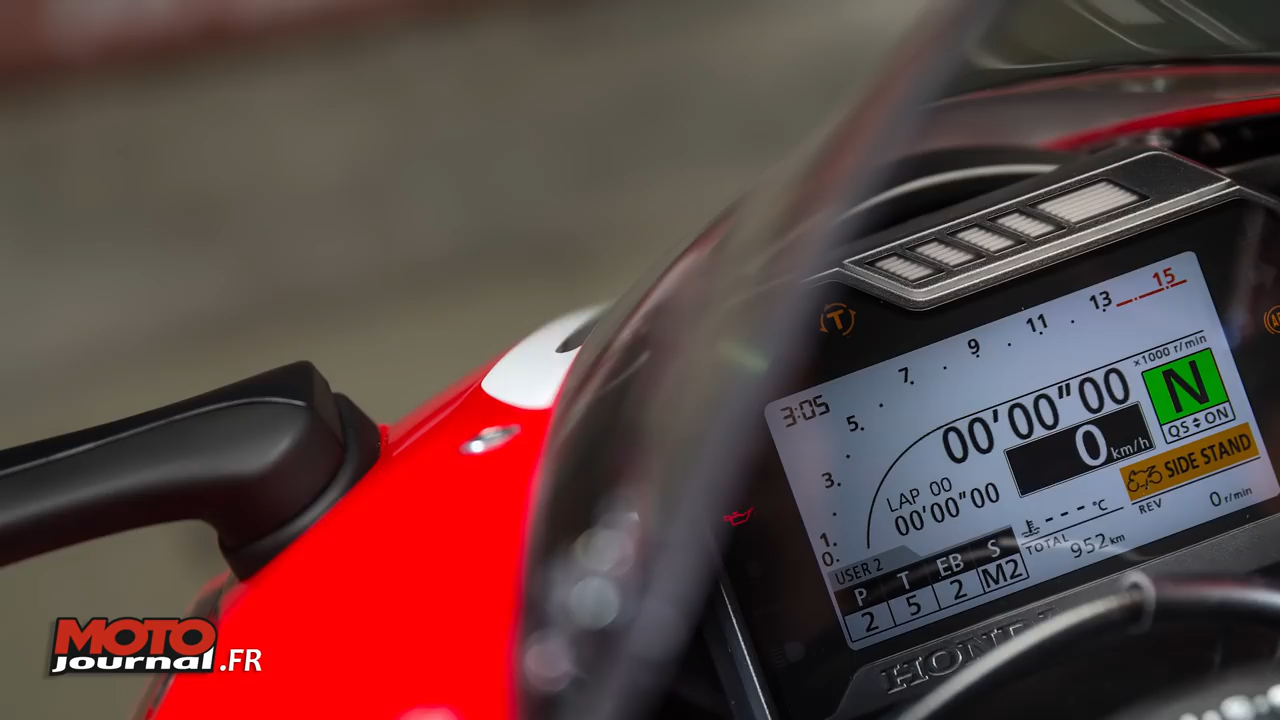 15
13
11
9
7
5
3
1
0
x1000 r/min
3:05
00'00"00
N
QS ON
0 km/h
LAP 00
00'00"00
SIDE STAND
---- °C
REV 0 r/min
TOTAL 952 km
USER 2
P T EB S
2 5 2 M2
T
HONDA
MOTO
journal.FR